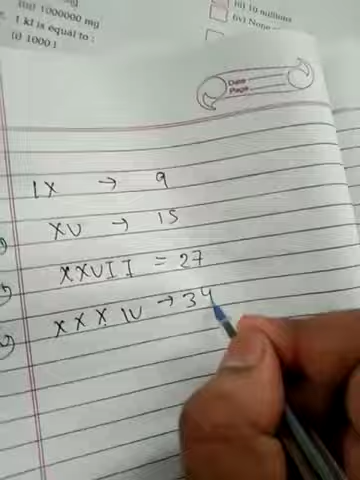 (iii) 1000000 mg
1 kl is equal to :
(i) 1000 l
(ii) 10 millions
(iv) None
Date
Page
IX → 9
XV → 15
XXVII = 27
XXXIV → 34